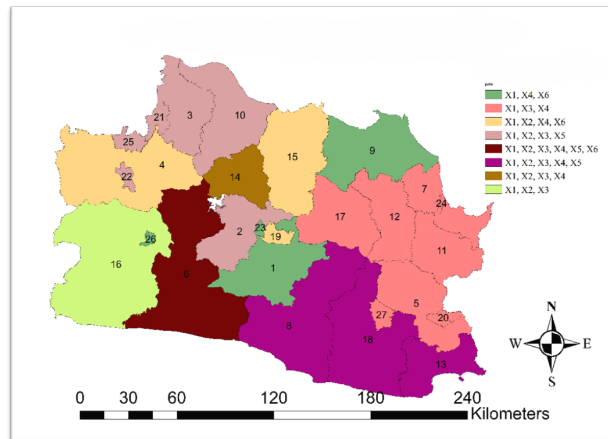 X1, X4, X6
X1, X3, X4
X1, X2, X4, X6
X1, X2, X3, X5
X1, X2, X3, X4, X5, X6
X1, X2, X3, X4, X5
X1, X2, X3, X4
X1, X2, X3
21
3
10
25
4
22
14
15
9
7
24
17
12
11
2
23
19
26
16
6
1
5
27
20
8
18
13
N
W E
S
0 30 60 120 180 240
Kilometers